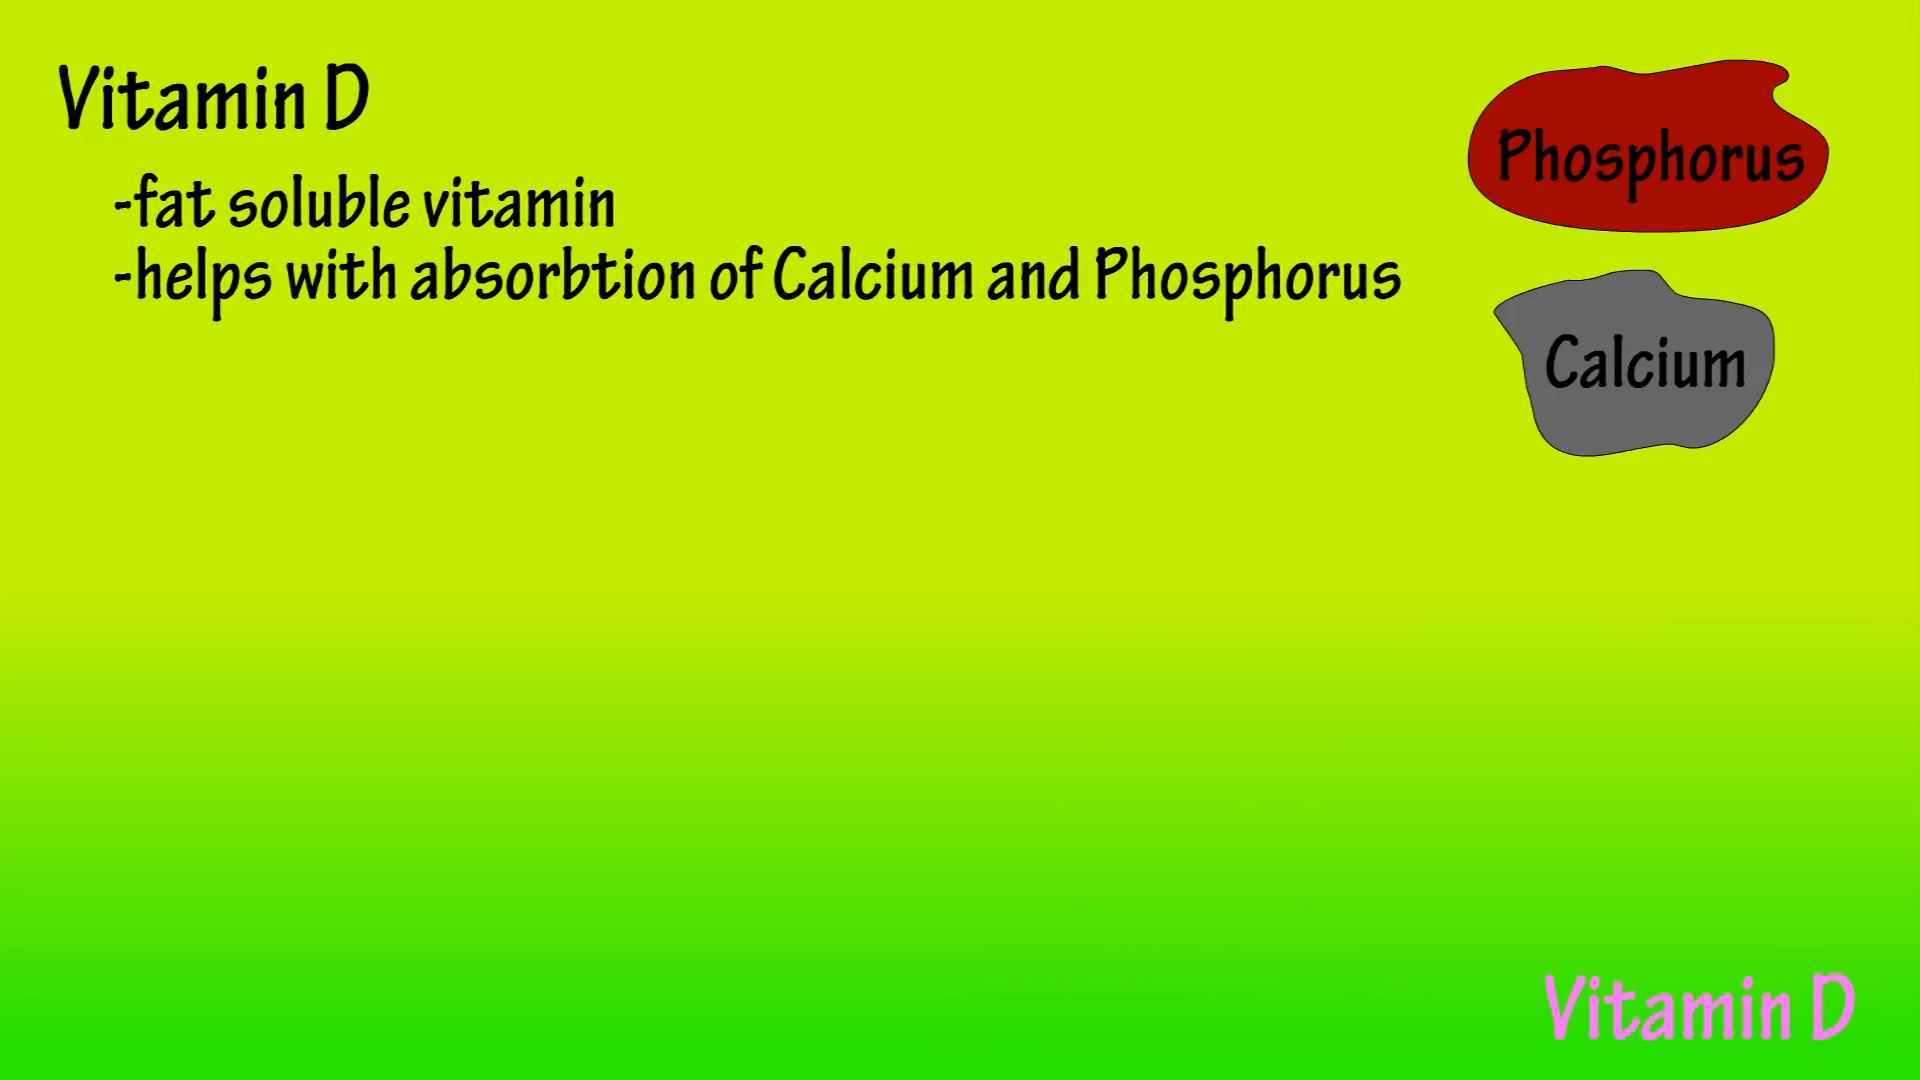 Vitamin D
-fat soluble vitamin
-helps with absorbtion of Calcium and Phosphorus
Phosphorus
Calcium
Vitamin D